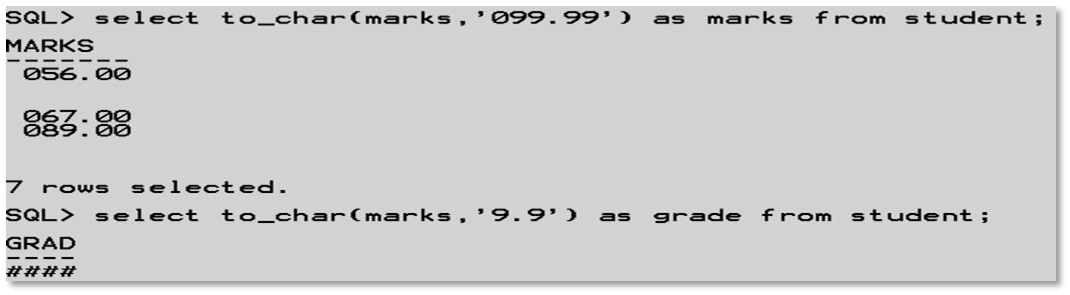 SQL> select to_char(marks,'099.99') as marks from student;
MARKS
-------
056.00
067.00
089.00
7 rows selected.
SQL> select to_char(marks,'9.9') as grade from student;
GRAD
----
####